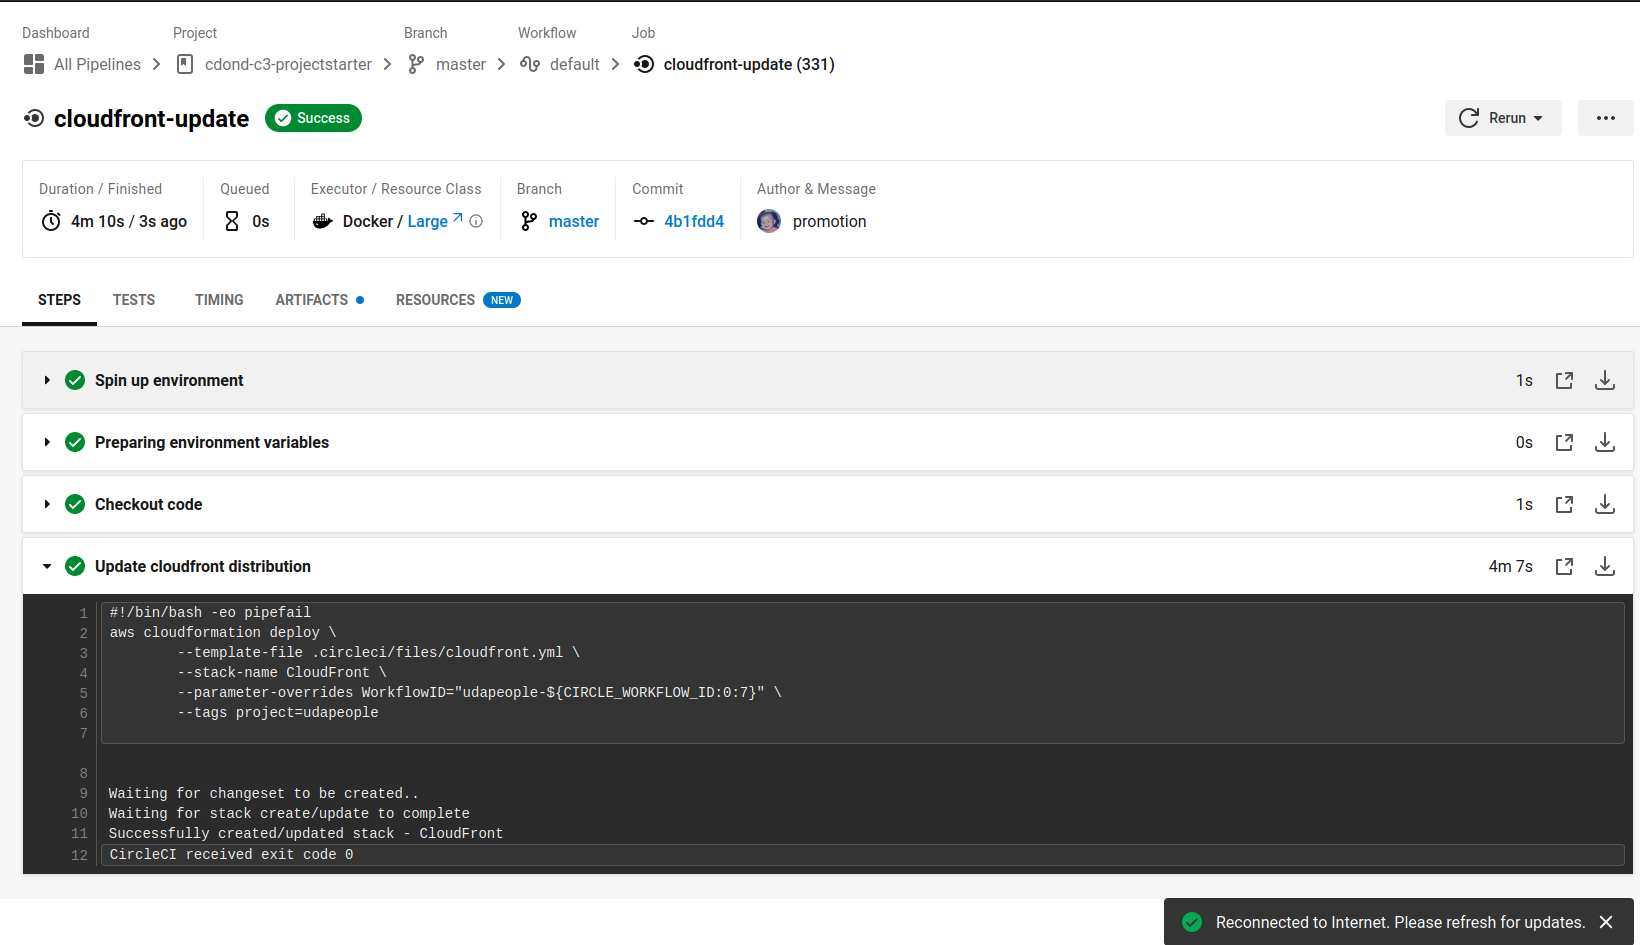 Dashboard Project Branch Workflow Job
All Pipelines cdond-c3-projectstarter master default cloudfront-update (331)
cloudfront-update Success Rerun
Duration / Finished Queued Executor / Resource Class Branch Commit Author & Message
4m 10s / 3s ago 0s Docker / Large master 4b1fdd4 promotion
STEPS TESTS TIMING ARTIFACTS RESOURCES NEW
Spin up environment 1s
Preparing environment variables 0s
Checkout code 1s
Update cloudfront distribution 4m 7s
1 #!/bin/bash -eo pipefail
2 aws cloudformation deploy \
3 --template-file .circleci/files/cloudfront.yml \
4 --stack-name CloudFront \
5 --parameter-overrides WorkflowID="udapeople-${CIRCLE_WORKFLOW_ID:0:7}" \
6 --tags project=udapeople
7
8
9 Waiting for changeset to be created..
10 Waiting for stack create/update to complete
11 Successfully created/updated stack - CloudFront
12 CircleCI received exit code 0
Reconnected to Internet. Please refresh for updates.